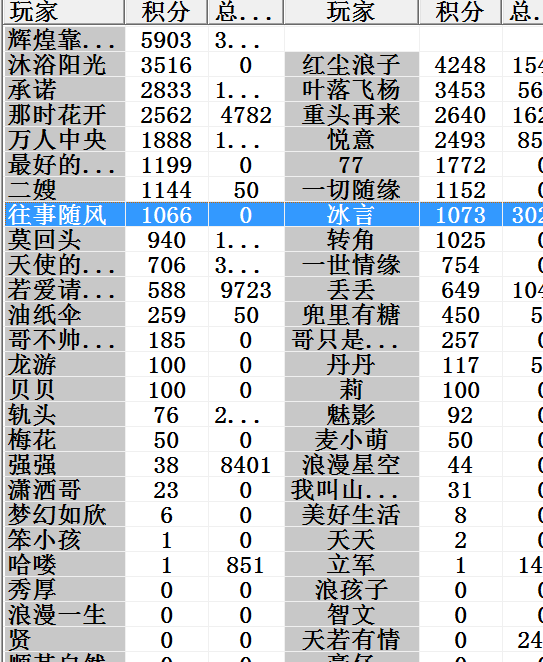 玩家 积分 总... 玩家 积分 总..
辉煌靠... 5903 3...
沐浴阳光 3516 0 红尘浪子 4248 154
承诺 2833 1... 叶落飞杨 3453 56
那时花开 2562 4782 重头再来 2640 162
万人中央 1888 1... 悦意 2493 85
最好的... 1199 0 77 1772 0
二嫂 1144 50 一切随缘 1152 0
往事随风 1066 0 冰言 1073 302
莫回头 940 1... 转角 1025 0
天使的... 706 3... 一世情缘 754 0
若爱请... 588 9723 丢丢 649 104
油纸伞 259 50 兜里有糖 450 5
哥不帅... 185 0 哥只是... 257 0
龙游 100 0 丹丹 117 5
贝贝 100 0 莉 100 0
轨头 76 2... 魅影 92 0
梅花 50 0 麦小萌 50 0
强强 38 8401 浪漫星空 44 0
潇洒哥 23 0 我叫山... 31 0
梦幻如欣 6 0 美好生活 8 0
笨小孩 1 0 天天 2 0
哈喽 1 851 立军 1 14
秀厚 0 0 浪孩子 0 0
浪漫一生 0 0 智文 0 0
贤 0 0 天若有情 0 24